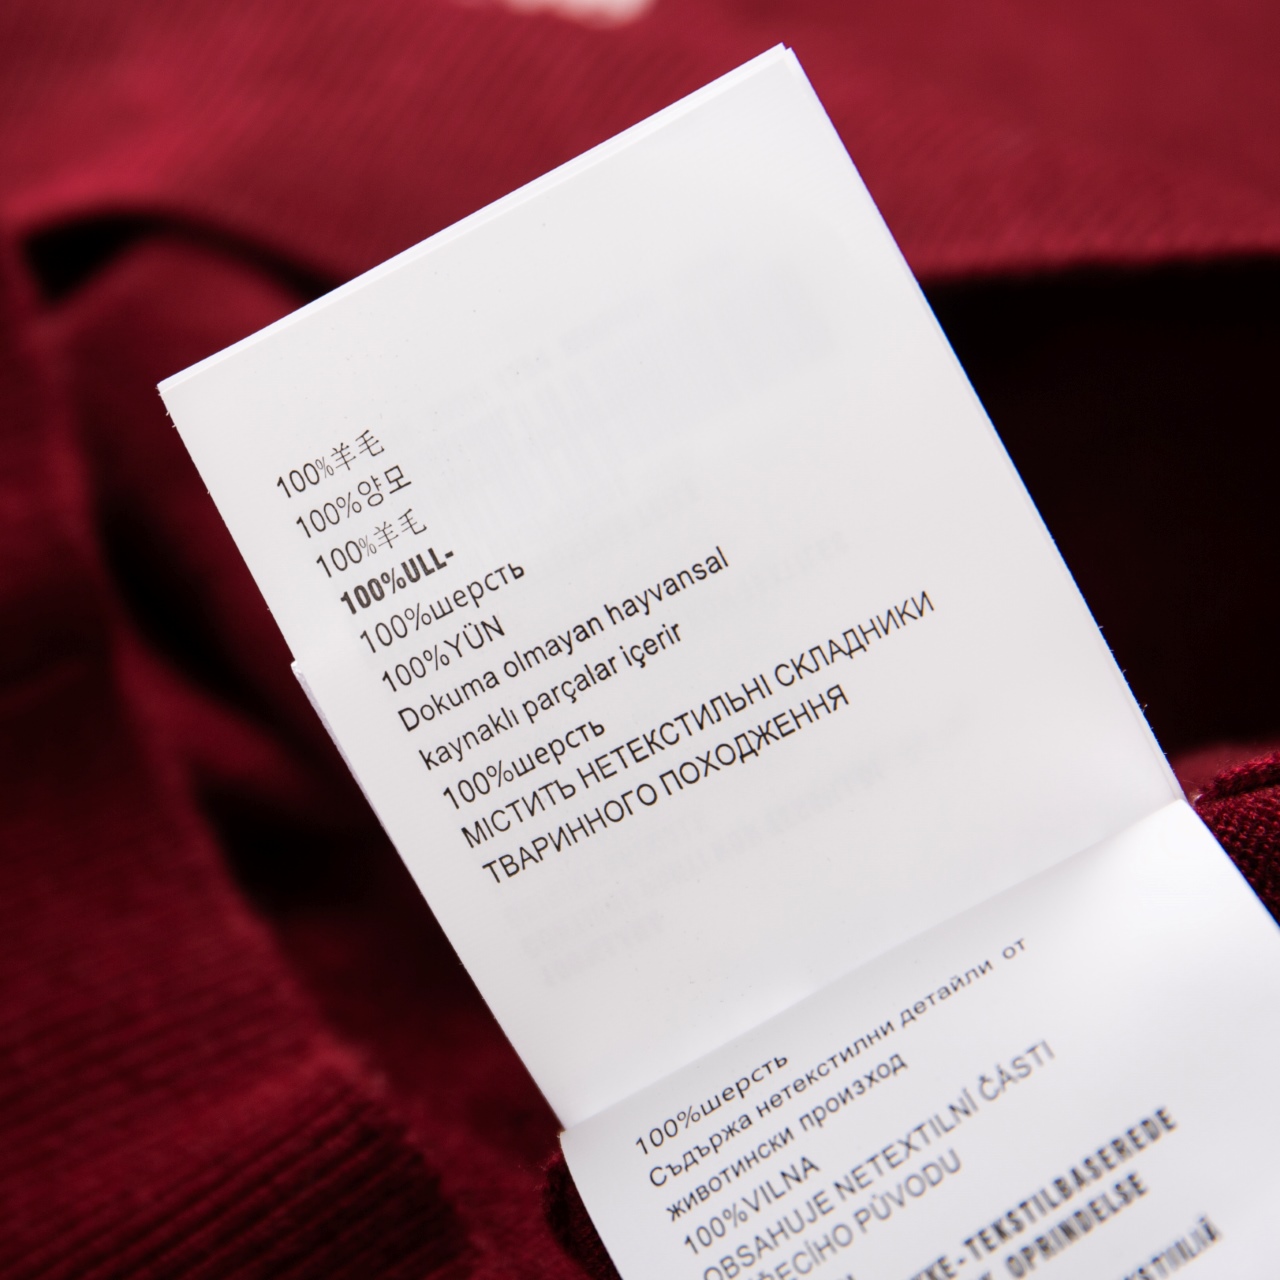 100%羊毛
100%양모
100%羊毛
100%ULL-
100%шерсть
100%YÜN
Dokuma olmayan hayvansal
kaynaklı parçalar içerir
100%шерсть
МІСТИТЬ НЕТЕКСТИЛЬНІ СКЛАДНИКИ
ТВАРИННОГО ПОХОДЖЕННЯ
100%шерсть
Съдържа нетекстилни детайли от
животински произход
100%VILNA
OBSAHUJE NETEXTILNÍ ČÁSTI
PŮVODU
-TEKSTILBASEREDE
OPRINDELSE